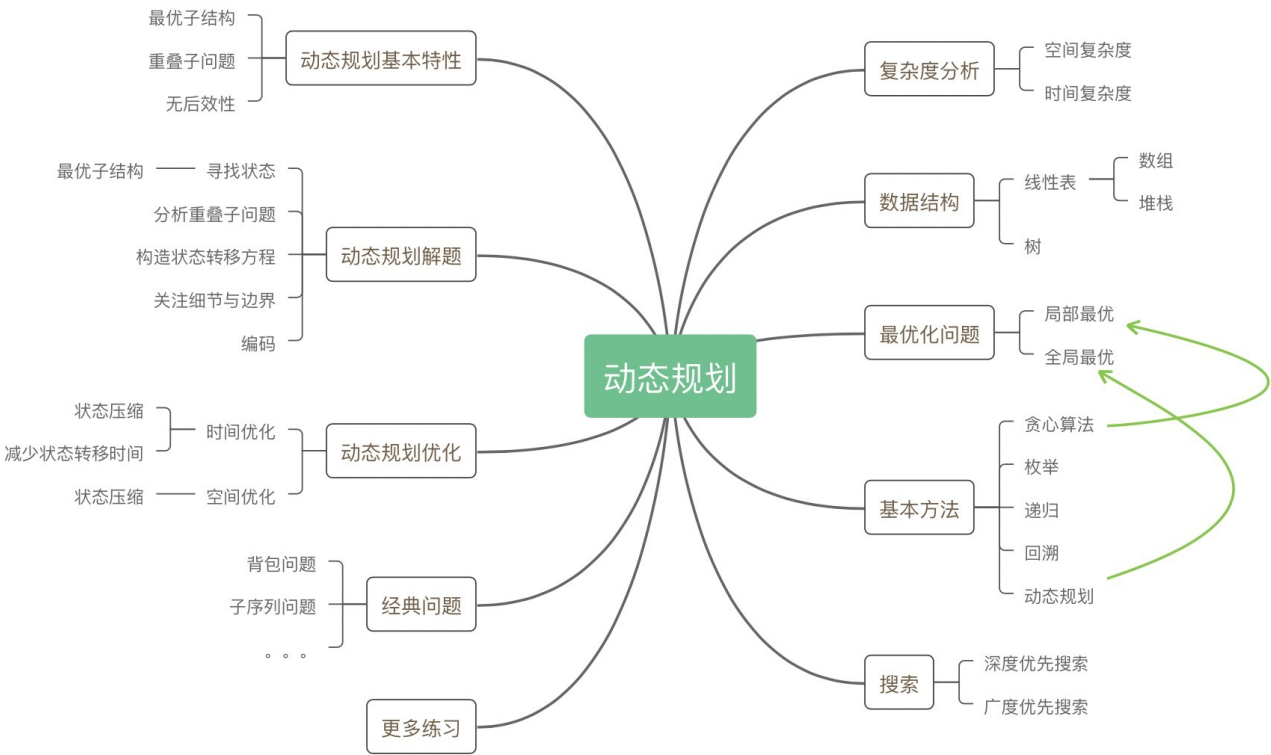 动态规划
动态规划基本特性
最优子结构
重叠子问题
无后效性
动态规划解题
寻找状态
最优子结构
分析重叠子问题
构造状态转移方程
关注细节与边界
编码
动态规划优化
时间优化
状态压缩
减少状态转移时间
空间优化
状态压缩
经典问题
背包问题
子序列问题
。。。
更多练习
复杂度分析
空间复杂度
时间复杂度
数据结构
线性表
数组
堆栈
树
最优化问题
局部最优
全局最优
基本方法
贪心算法
枚举
递归
回溯
动态规划
搜索
深度优先搜索
广度优先搜索